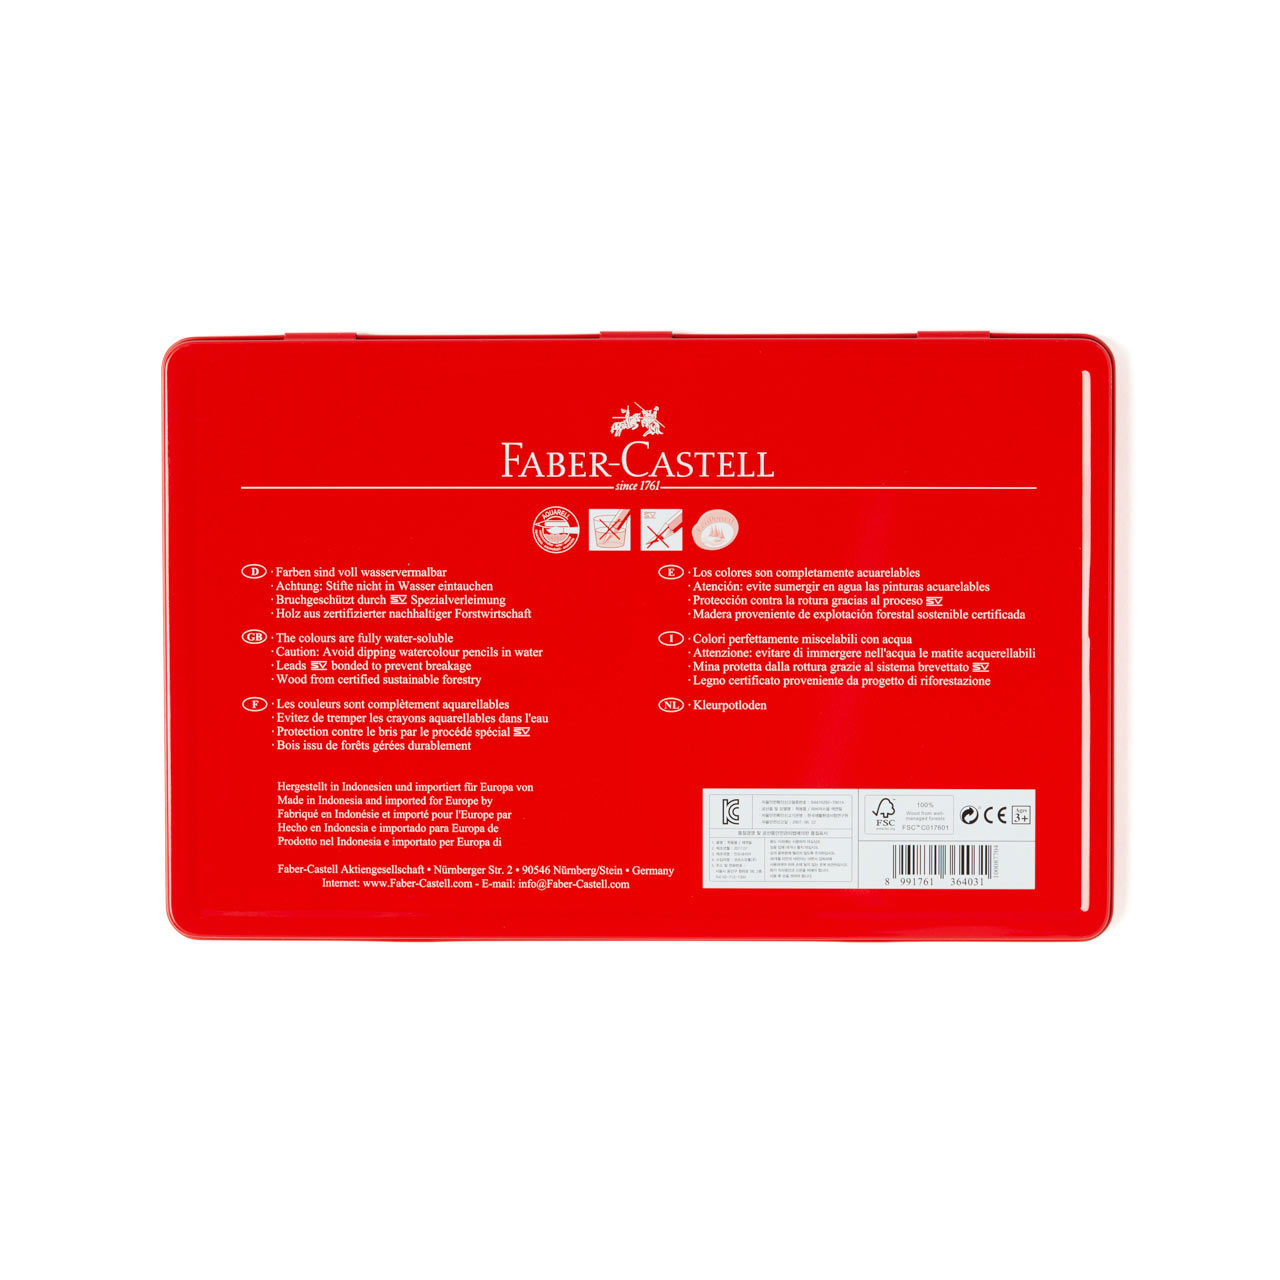 FABER-CASTELL
since 1761
AQUARELL
SV
D · Farben sind voll wasservermalbar
· Achtung: Stifte nicht in Wasser eintauchen
· Bruchgeschützt durch SV Spezialverleimung
· Holz aus zertifizierter nachhaltiger Forstwirtschaft
GB · The colours are fully water-soluble
· Caution: Avoid dipping watercolour pencils in water
· Leads SV bonded to prevent breakage
· Wood from certified sustainable forestry
F · Les couleurs sont complètement aquarellables
· Evitez de tremper les crayons aquarellables dans l'eau
· Protection contre le bris par le procédé spécial SV
· Bois issu de forêts gérées durablement
E · Los colores son completamente acuarelables
· Atención: evite sumergir en agua las pinturas acuarelables
· Protección contra la rotura gracias al proceso SV
· Madera proveniente de explotación forestal sostenible certificada
I · Colori perfettamente miscelabili con acqua
· Attenzione: evitare di immergere nell'acqua le matite acquerellabili
· Mina protetta dalla rottura grazie al sistema brevettato SV
· Legno certificato proveniente da progetto di riforestazione
NL · Kleurpotloden
Hergestellt in Indonesien und importiert für Europa von
Made in Indonesia and imported for Europe by
Fabriqué en Indonésie et importé pour l'Europe par
Hecho en Indonesia e importado para Europa de
Prodotto nel Indonesia e importato per Europa di
Faber-Castell Aktiengesellschaft • Nürnberger Str. 2 • 90546 Nürnberg/Stein • Germany
Internet: www.Faber-Castell.com - E-mail: info@Faber-Castell.com
FSC
100%
Wood from well-
managed forests
FSC™ C017601
CE
Ages
3+
8 991761 364031
100087704